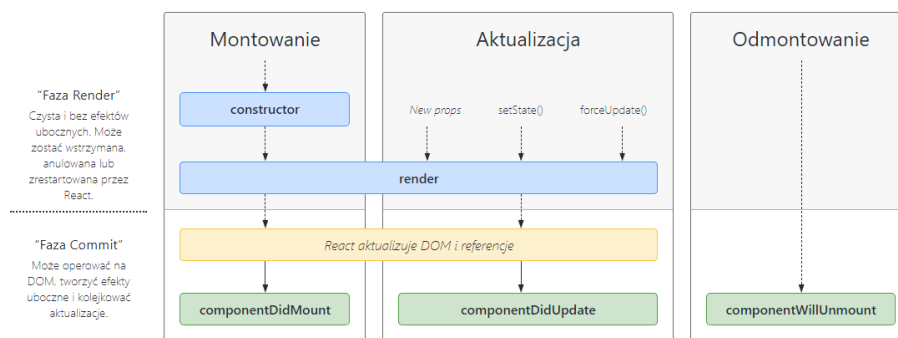 Montowanie
Aktualizacja
Odmontowanie
"Faza Render"
Czysta i bez efektów
ubocznych. Może
zostać wstrzymana,
anulowana lub
zrestartowana przez
React.
constructor
New props
setState()
forceUpdate()
render
"Faza Commit"
Może operować na
DOM, tworzyć efekty
uboczne i kolejkować
aktualizacje.
React aktualizuje DOM i referencje
componentDidMount
componentDidUpdate
componentWillUnmount